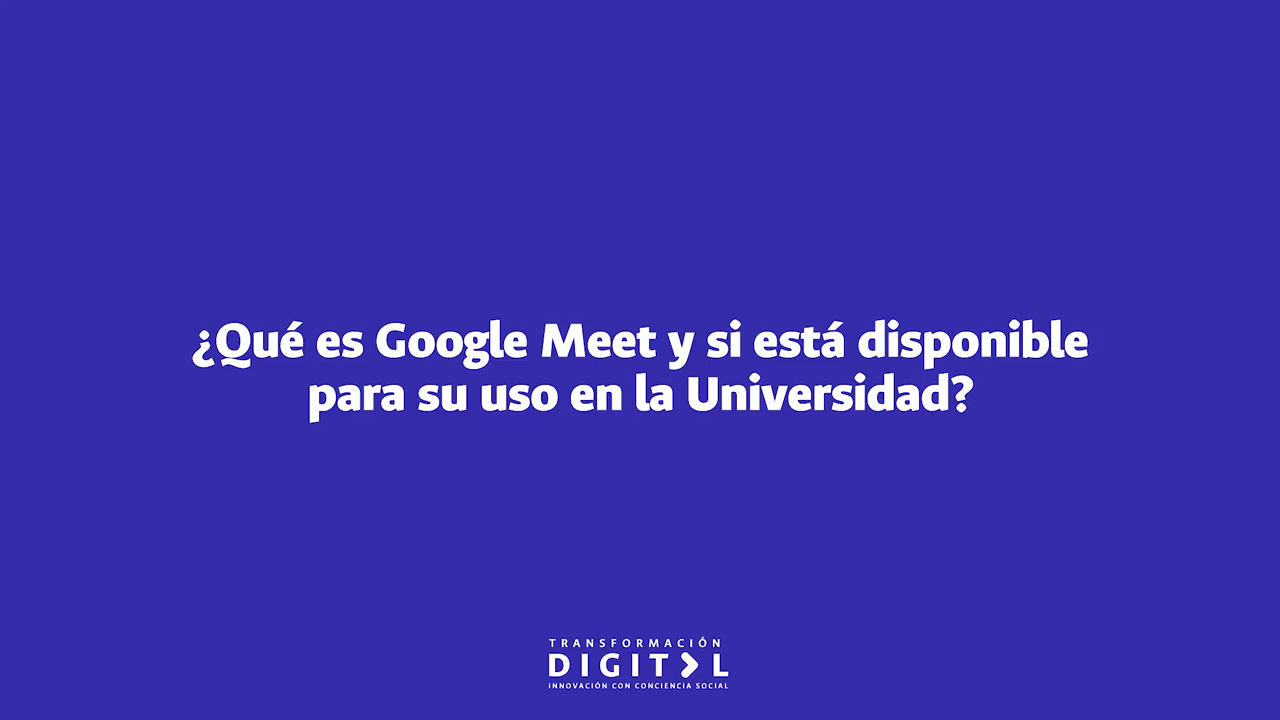 ¿Qué es Google Meet y si está disponible
para su uso en la Universidad?
TRANSFORMACIÓN
DIGITAL
INNOVACIÓN CON CONCIENCIA SOCIAL